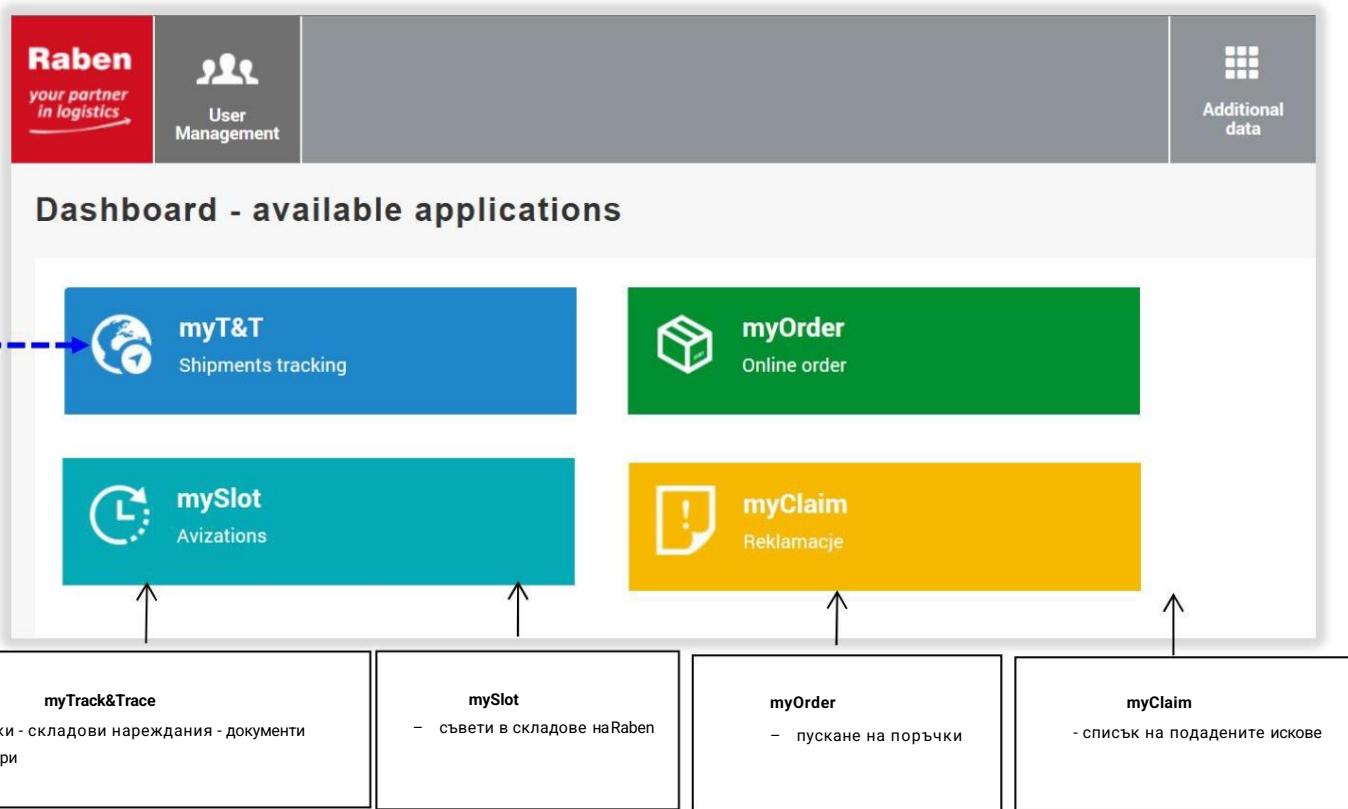 Raben
your partner
in logistics
User
Management
Additional
data
Dashboard - available applications
myT&T
Shipments tracking
myOrder
Online order
mySlot
Avizations
myClaim
Reklamacje
myTrack&Trace
ки - складови нареждания - документи
ри
mySlot
– съвети в складове наRaben
myOrder
– пускане на поръчки
myClaim
- списък на подадените искове